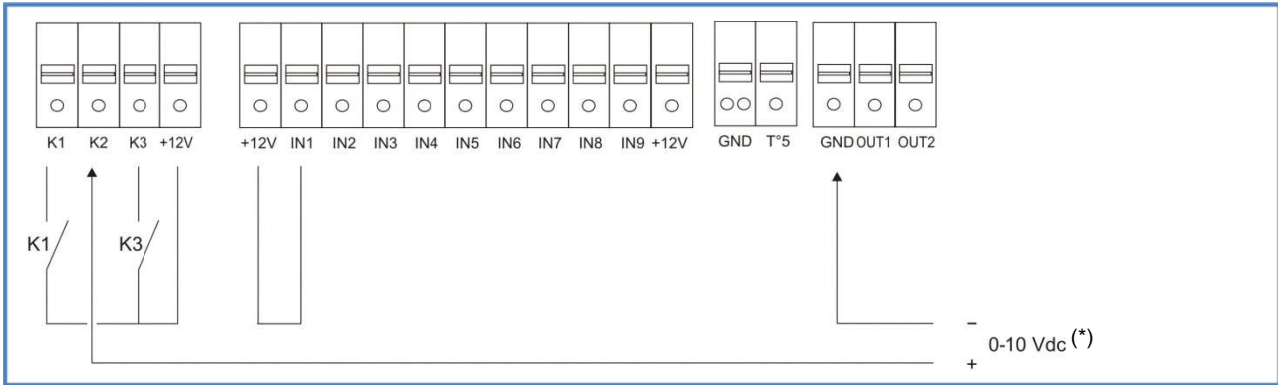 K1 K2 K3 +12V +12V IN1 IN2 IN3 IN4 IN5 IN6 IN7 IN8 IN9 +12V GND T°5 GND OUT1 OUT2
K1 K3
−
0-10 Vdc (*)
+